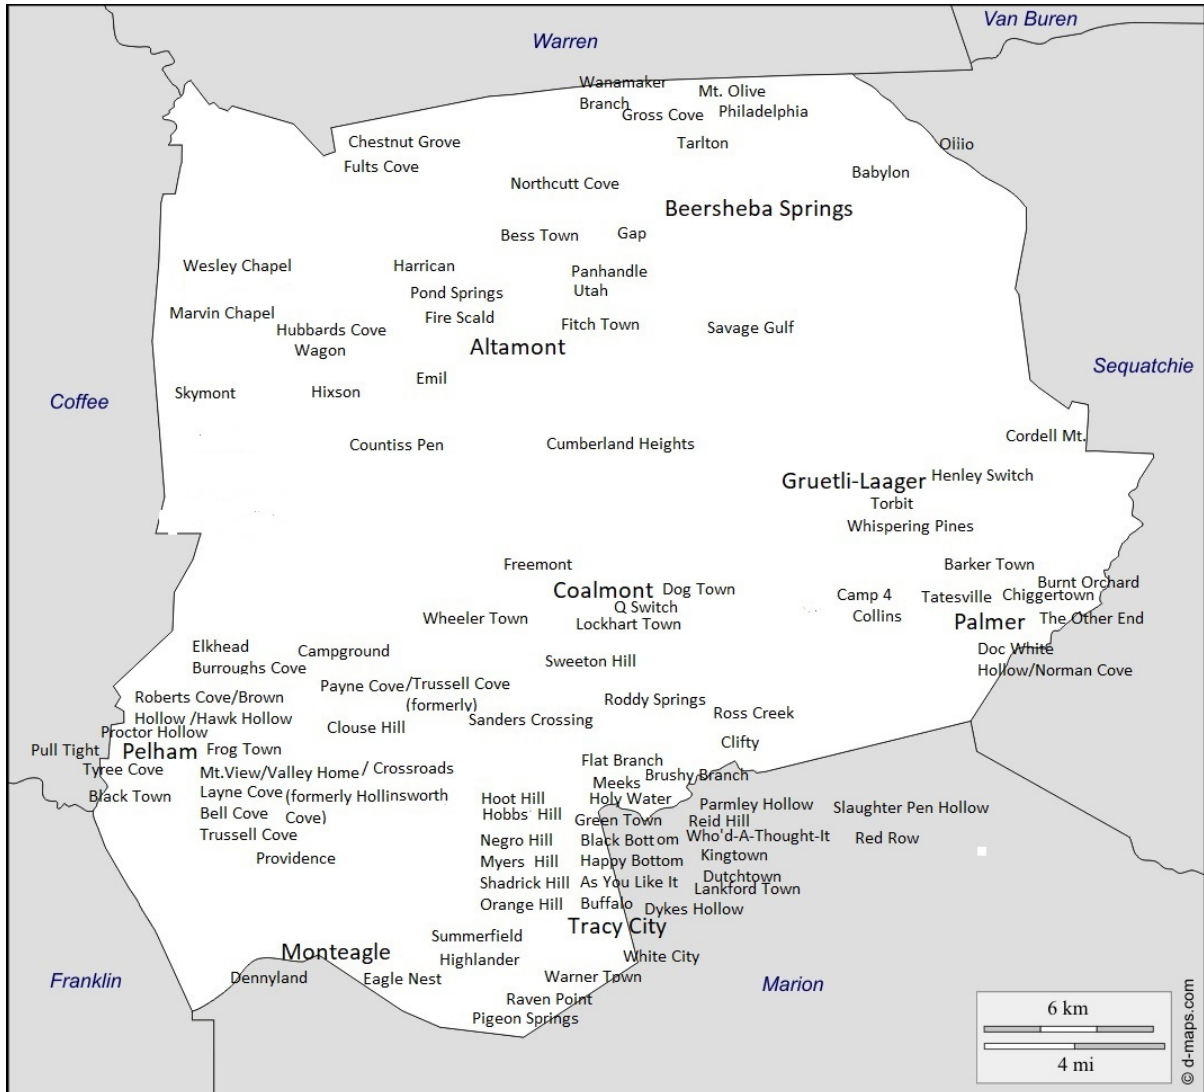 Van Buren
Warren
Wanamaker
Branch
Mt. Olive
Gross Cove
Philadelphia
Chestnut Grove
Tarlton
Oiiio
Fults Cove
Babylon
Northcutt Cove
Beersheba Springs
Bess Town
Gap
Wesley Chapel
Harrican
Panhandle
Utah
Pond Springs
Marvin Chapel
Fire Scald
Fitch Town
Savage Gulf
Hubbards Cove
Wagon
Altamont
Sequatchie
Emil
Skymont
Hixson
Coffee
Cordell Mt.
Countiss Pen
Cumberland Heights
Gruetli-Laager
Henley Switch
Torbit
Whispering Pines
Freemont
Barker Town
Coalmont
Dog Town
Burnt Orchard
Camp 4
Tatesville
Chiggertown
Q Switch
Collins
Wheeler Town
Lockhart Town
Palmer
The Other End
Elkhead
Campground
Doc White
Hollow/Norman Cove
Burroughs Cove
Sweeton Hill
Payne Cove/Trussell Cove
(formerly)
Roberts Cove/Brown
Hollow /Hawk Hollow
Roddy Springs
Ross Creek
Sanders Crossing
Clouse Hill
Proctor Hollow
Clifty
Pull Tight
Pelham
Frog Town
Flat Branch
Tyree Cove
Mt.View/Valley Home / Crossroads
Brushy Branch
Meeks
Black Town
Layne Cove
(formerly Hollinsworth
Cove)
Hoot Hill
Holy Water
Parmley Hollow
Slaughter Pen Hollow
Bell Cove
Hobbs' Hill
Green Town
Reid Hill
Trussell Cove
Negro Hill
Black Bottom
Who'd-A-Thought-It
Red Row
Providence
Myers Hill
Happy Bottom
Kingtown
Shadrick Hill
As You Like It
Dutchtown
Lankford Town
Orange Hill
Buffalo
Dykes Hollow
Tracy City
Summerfield
Monteagle
Highlander
White City
Franklin
Dennyland
Eagle Nest
Warner Town
Marion
Raven Point
Pigeon Springs
6 km
4 mi
© d-maps.com